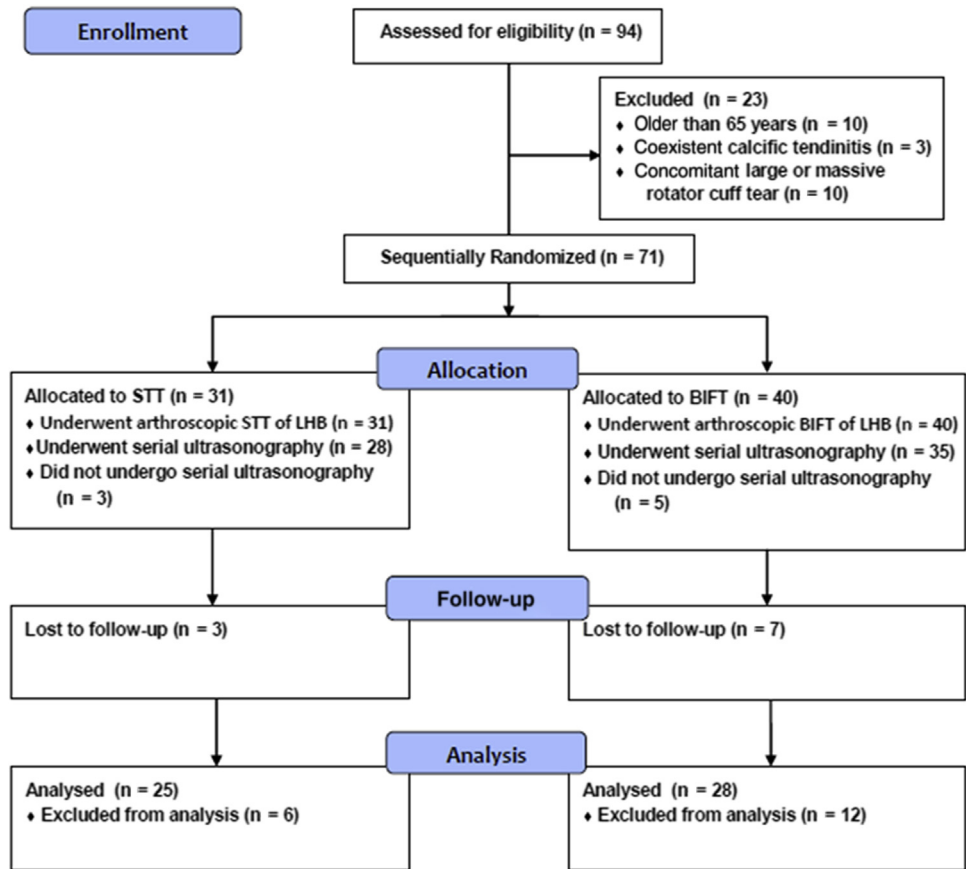 Enrollment
Assessed for eligibility (n = 94)
Excluded (n = 23)
♦ Older than 65 years (n = 10)
♦ Coexistent calcific tendinitis (n = 3)
♦ Concomitant large or massive
rotator cuff tear (n = 10)
Sequentially Randomized (n = 71)
Allocation
Allocated to STT (n = 31)
♦ Underwent arthroscopic STT of LHB (n = 31)
♦ Underwent serial ultrasonography (n = 28)
♦ Did not undergo serial ultrasonography
(n = 3)
Allocated to BIFT (n = 40)
♦ Underwent arthroscopic BIFT of LHB (n = 40)
♦ Underwent serial ultrasonography (n = 35)
♦ Did not undergo serial ultrasonography
(n = 5)
Follow-up
Lost to follow-up (n = 3)
Lost to follow-up (n = 7)
Analysis
Analysed (n = 25)
♦ Excluded from analysis (n = 6)
Analysed (n = 28)
♦ Excluded from analysis (n = 12)